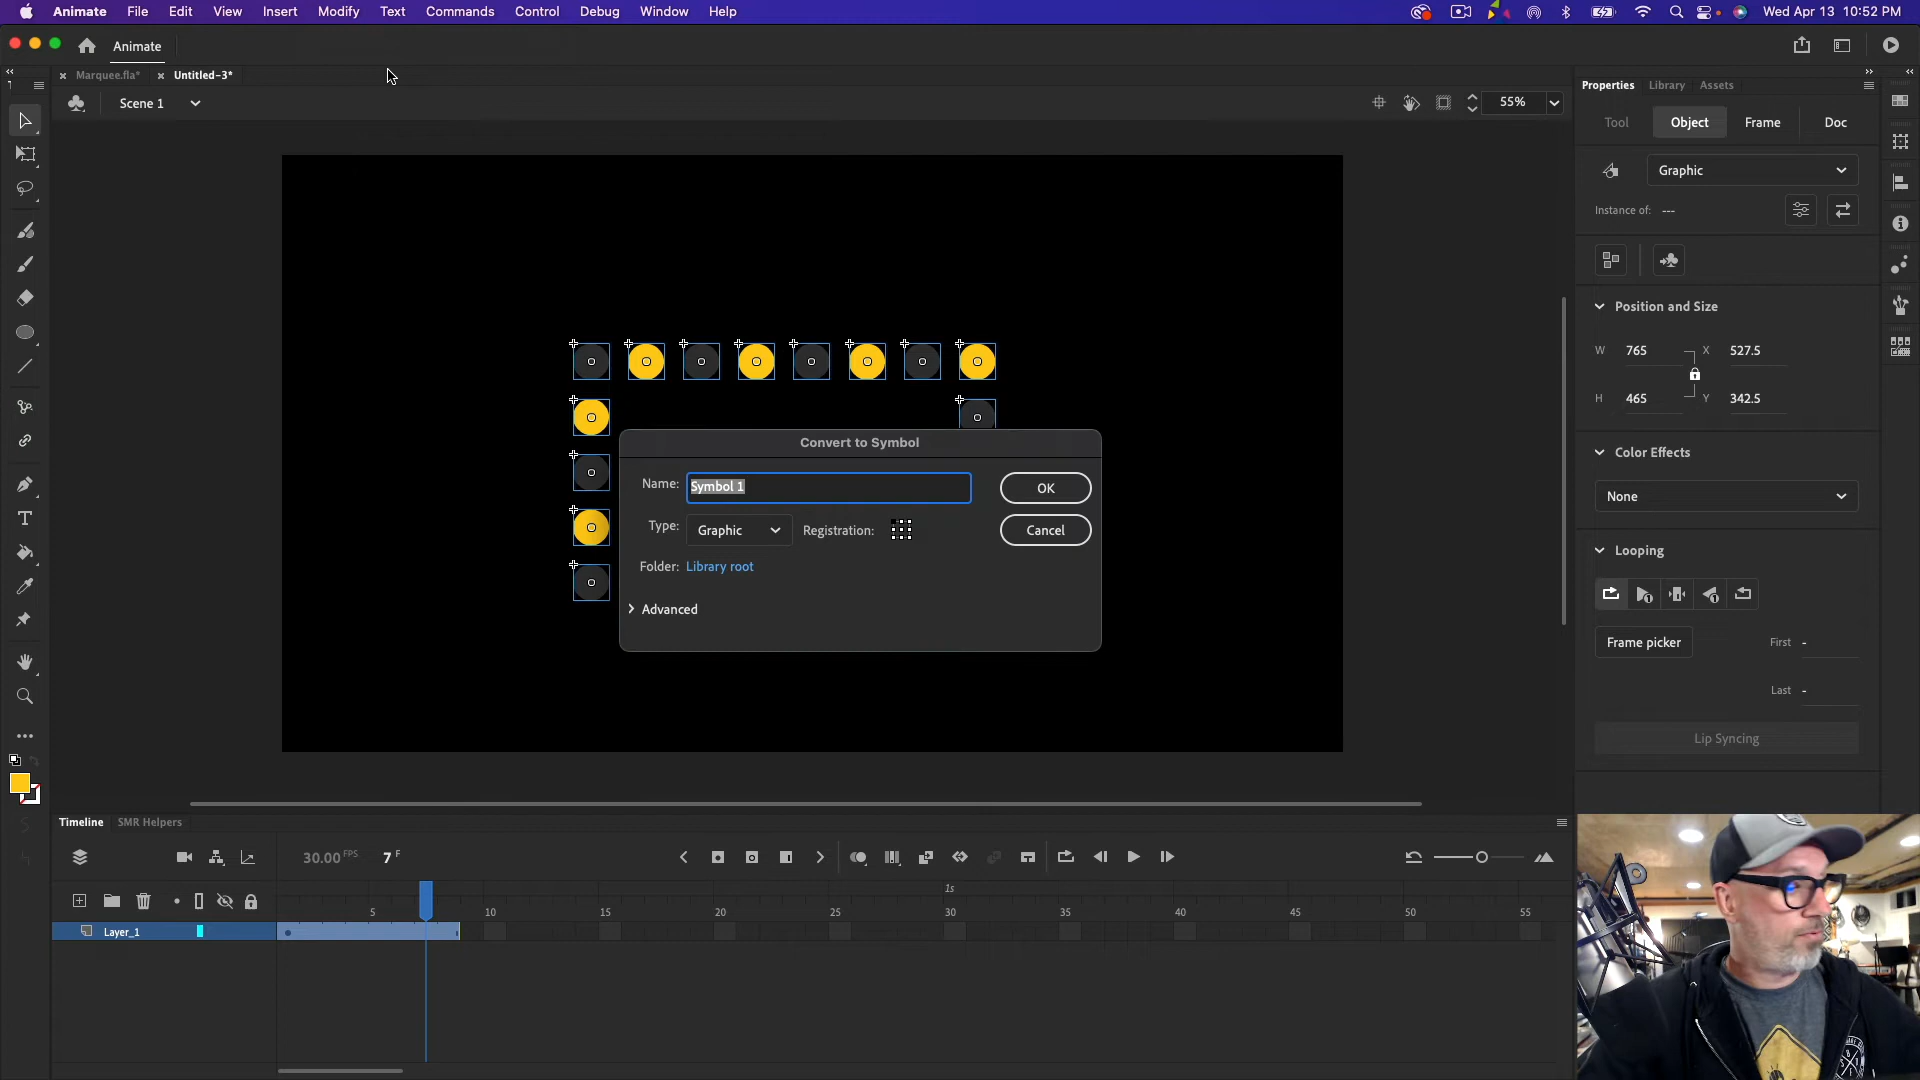 Animate File Edit View Insert Modify Text Commands Control Debug Window Help Wed Apr 13 10:52 PM
Animate
Marquee.fla* Untitled-3*
Scene 1 55%
Properties Library Assets
Tool Object Frame Doc
Graphic
Instance of: ---
Position and Size
W 765 X 527.5
H 465 Y 342.5
Color Effects
None
Looping
Frame picker First -
Last -
Lip Syncing
Convert to Symbol
Name: Symbol 1 OK
Type: Graphic Registration: Cancel
Folder: Library root
Advanced
Timeline SMR Helpers
30.00 FPS 7 F
1s
5 10 15 20 25 30 35 40 45 50 55
Layer_1